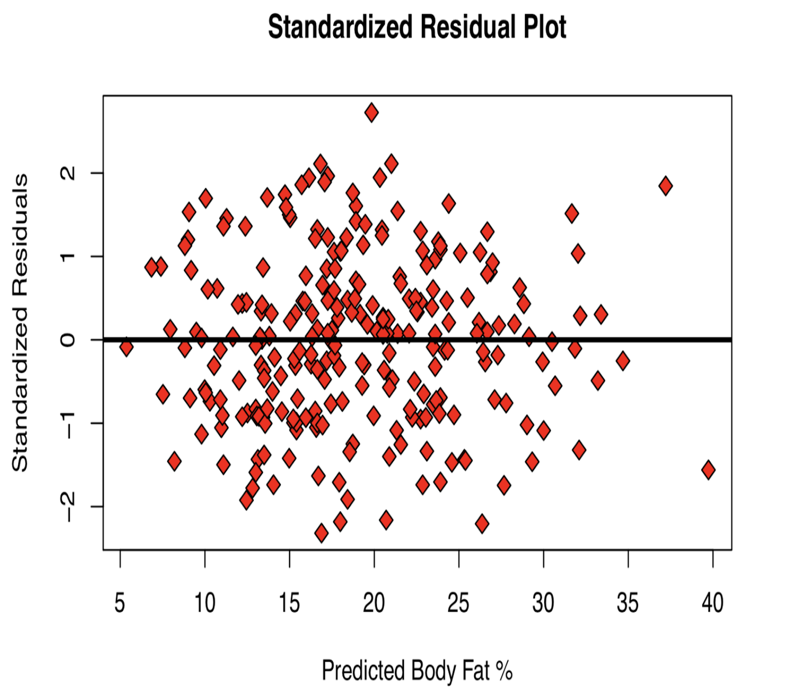 Standardized Residual Plot
Standardized Residuals
2
1
0
−1
−2
5 10 15 20 25 30 35 40
Predicted Body Fat %